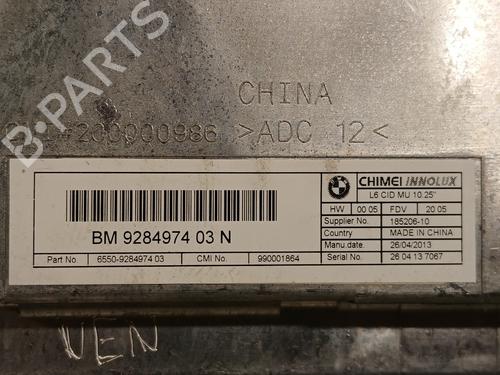 B-PARTS
CHINA
200000986 >ADC 12<
CHIMEI INNOLUX
L6 CID MU 10.25"
HW 00 05 FDV 20 05
Supplier No. 185206-10
Country MADE IN CHINA
Manu.date 26/04/2013
Serial No. 26 04 13 7067
BM 9284974 03 N
Part No 6550-9284974 03 CMI No. 990001864
VEN